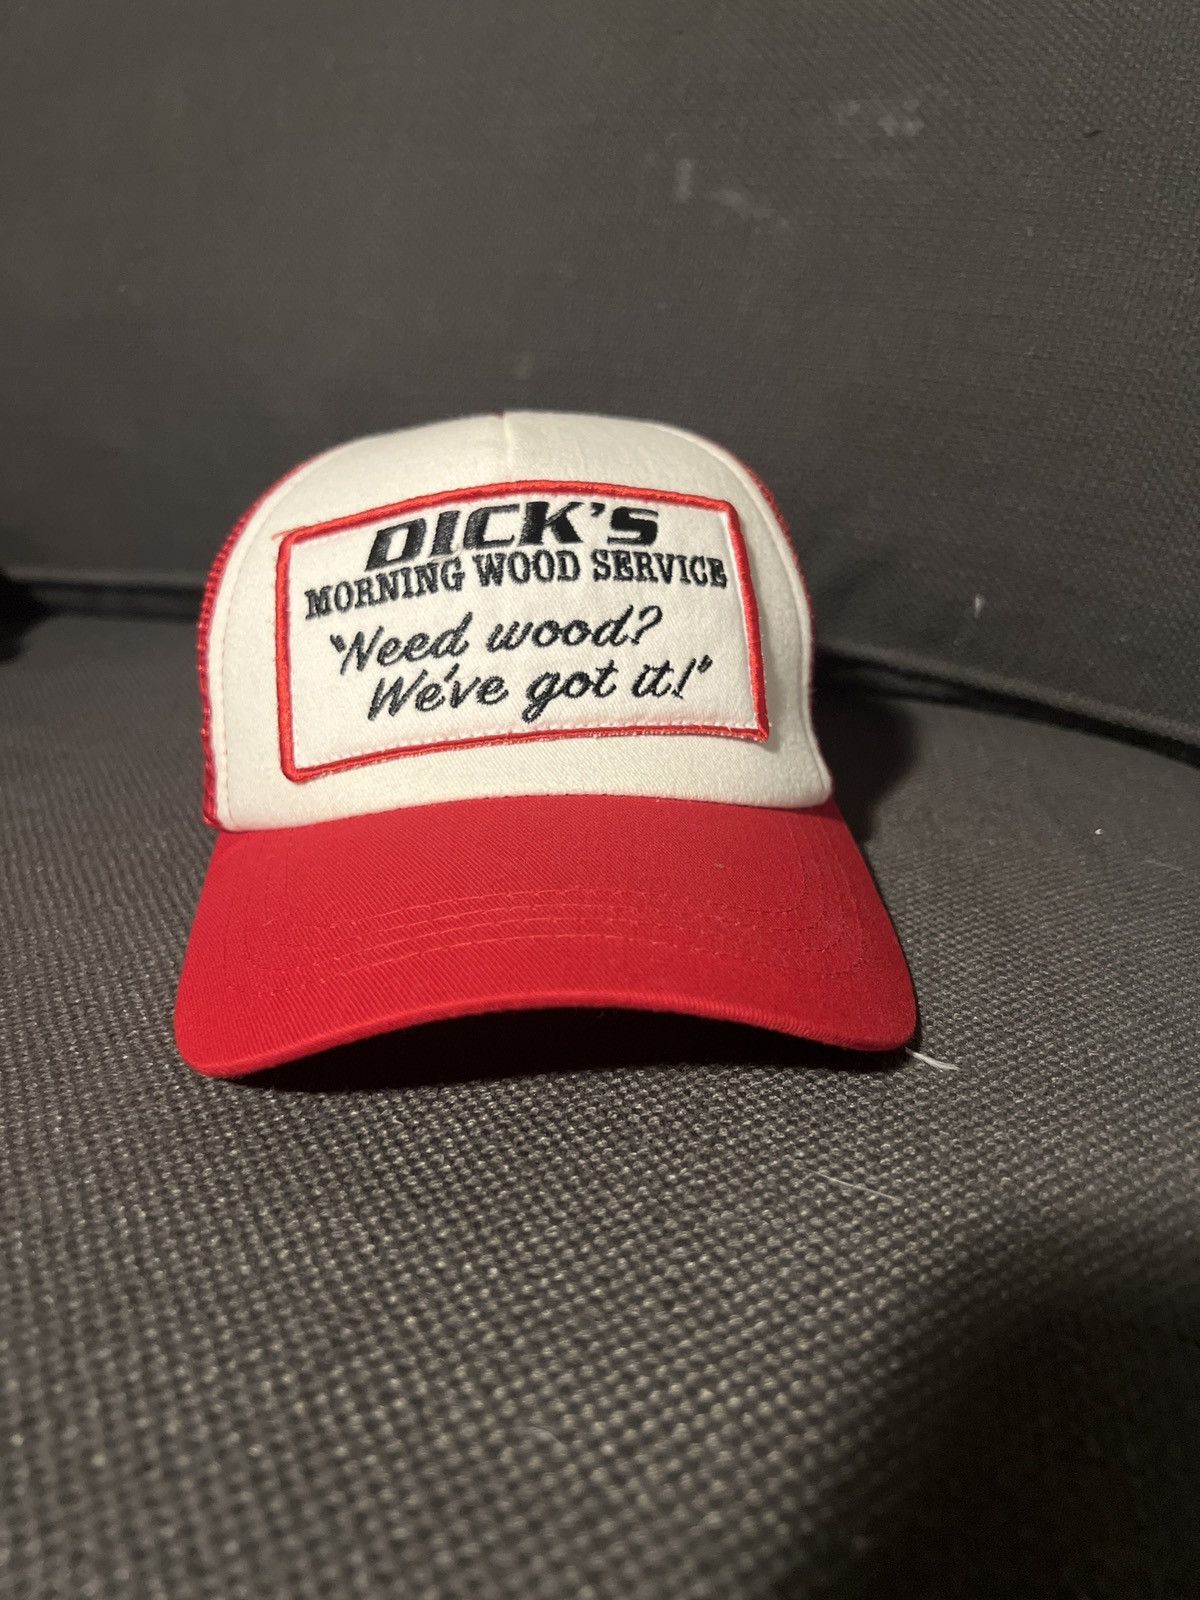 DICK'S
MORNING WOOD SERVICE
"Need wood?
We've got it!"